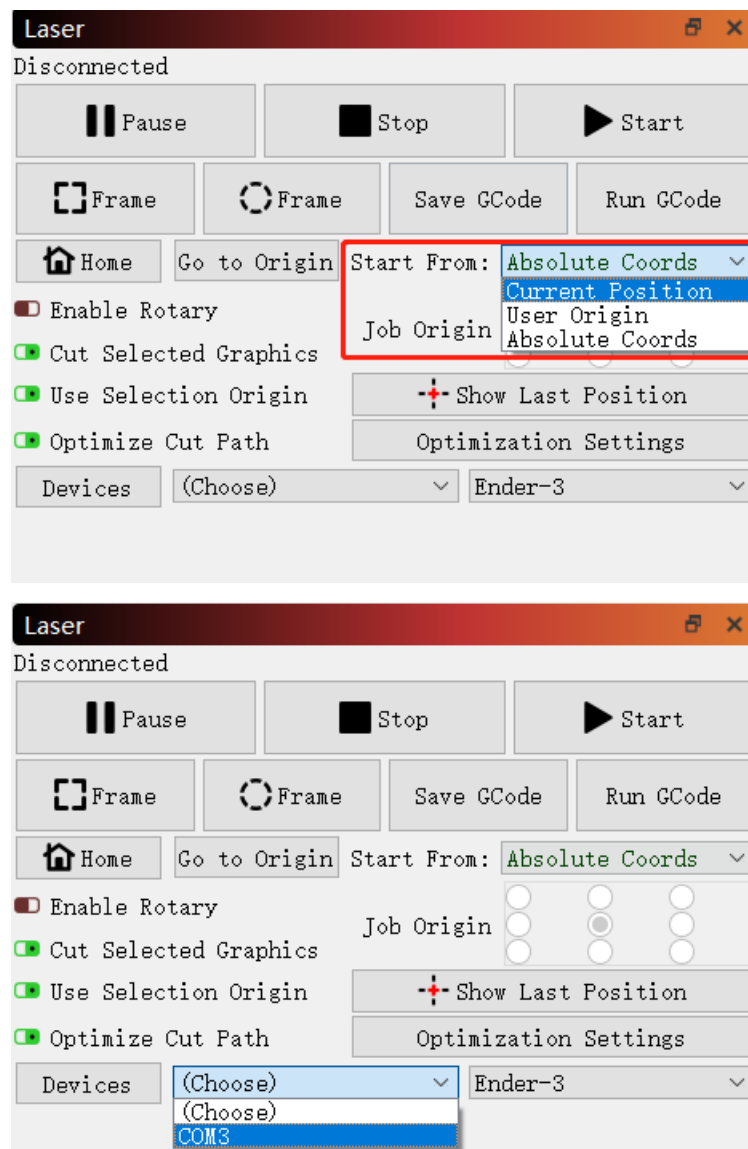 Laser
Disconnected
Pause Stop Start
Frame Frame Save GCode Run GCode
Home Go to Origin Start From: Absolute Coords
Current Position
Enable Rotary User Origin
Job Origin Absolute Coords
Cut Selected Graphics
Use Selection Origin Show Last Position
Optimize Cut Path Optimization Settings
Devices (Choose) Ender-3
Laser
Disconnected
Pause Stop Start
Frame Frame Save GCode Run GCode
Home Go to Origin Start From: Absolute Coords
Enable Rotary
Job Origin
Cut Selected Graphics
Use Selection Origin Show Last Position
Optimize Cut Path Optimization Settings
Devices (Choose) Ender-3
(Choose)
COM3